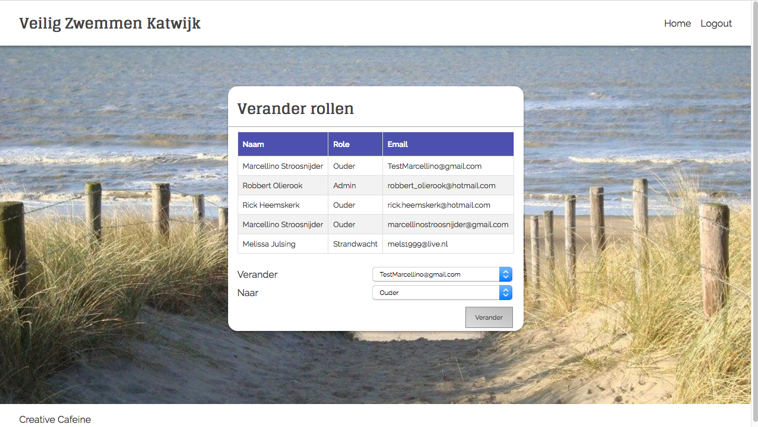 Veilig Zwemmen Katwijk
Home Logout
Verander rollen
Naam Role Email
Marcellino Stroosnijder Ouder TestMarcellino@gmail.com
Robbert Olierook Admin robbert_olierook@hotmail.com
Rick Heemskerk Ouder rick.heemskerk@hotmail.com
Marcellino Stroosnijder Ouder marcellinostroosnijder@gmail.com
Melissa Julsing Strandwacht mels1999@live.nl
Verander TestMarcellino@gmail.com
Naar Ouder
Verander
Creative Cafeine